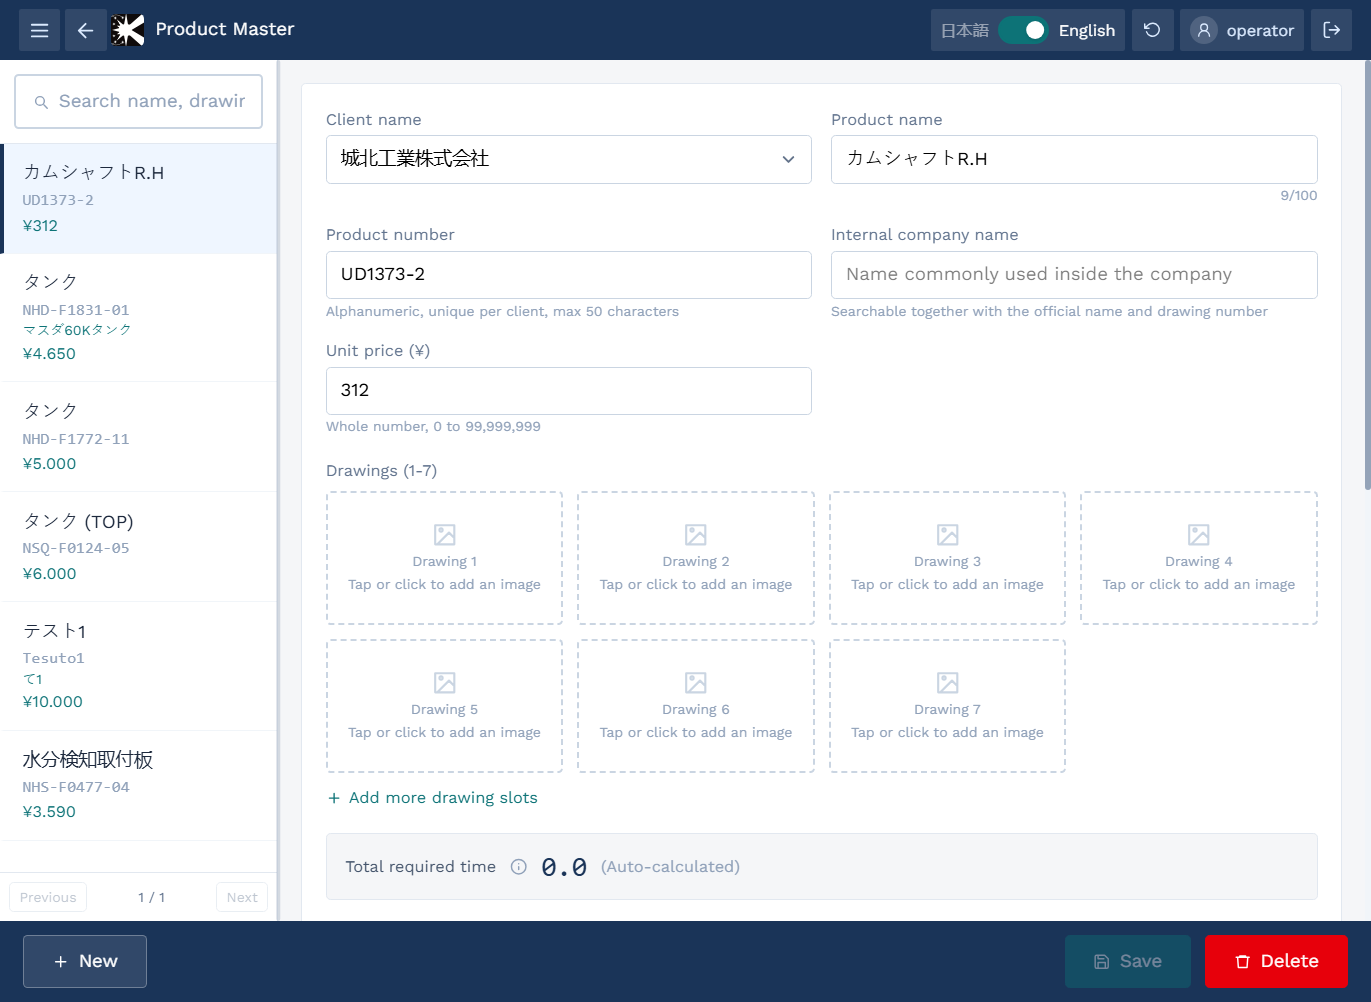 Product Master
日本語
English
operator
Search name, drawir
カムシャフトR.H
UD1373-2
¥312
タンク
NHD-F1831-01
マスダ60Kタンク
¥4.650
タンク
NHD-F1772-11
¥5.000
タンク (TOP)
NSQ-F0124-05
¥6.000
テスト1
Tesuto1
て1
¥10.000
水分検知取付板
NHS-F0477-04
¥3.590
Previous
1 / 1
Next
Client name
城北工業株式会社
Product name
カムシャフトR.H
9/100
Product number
UD1373-2
Alphanumeric, unique per client, max 50 characters
Internal company name
Name commonly used inside the company
Searchable together with the official name and drawing number
Unit price (¥)
312
Whole number, 0 to 99,999,999
Drawings (1-7)
Drawing 1
Tap or click to add an image
Drawing 2
Tap or click to add an image
Drawing 3
Tap or click to add an image
Drawing 4
Tap or click to add an image
Drawing 5
Tap or click to add an image
Drawing 6
Tap or click to add an image
Drawing 7
Tap or click to add an image
+ Add more drawing slots
Total required time 0.0 (Auto-calculated)
+ New
Save
Delete